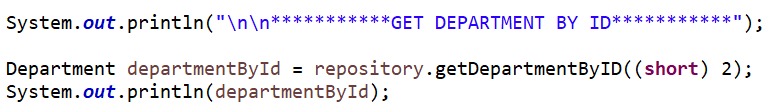 System.out.println("\n\n***********GET DEPARTMENT BY ID***********");
Department departmentById = repository.getDepartmentByID((short) 2);
System.out.println(departmentById);